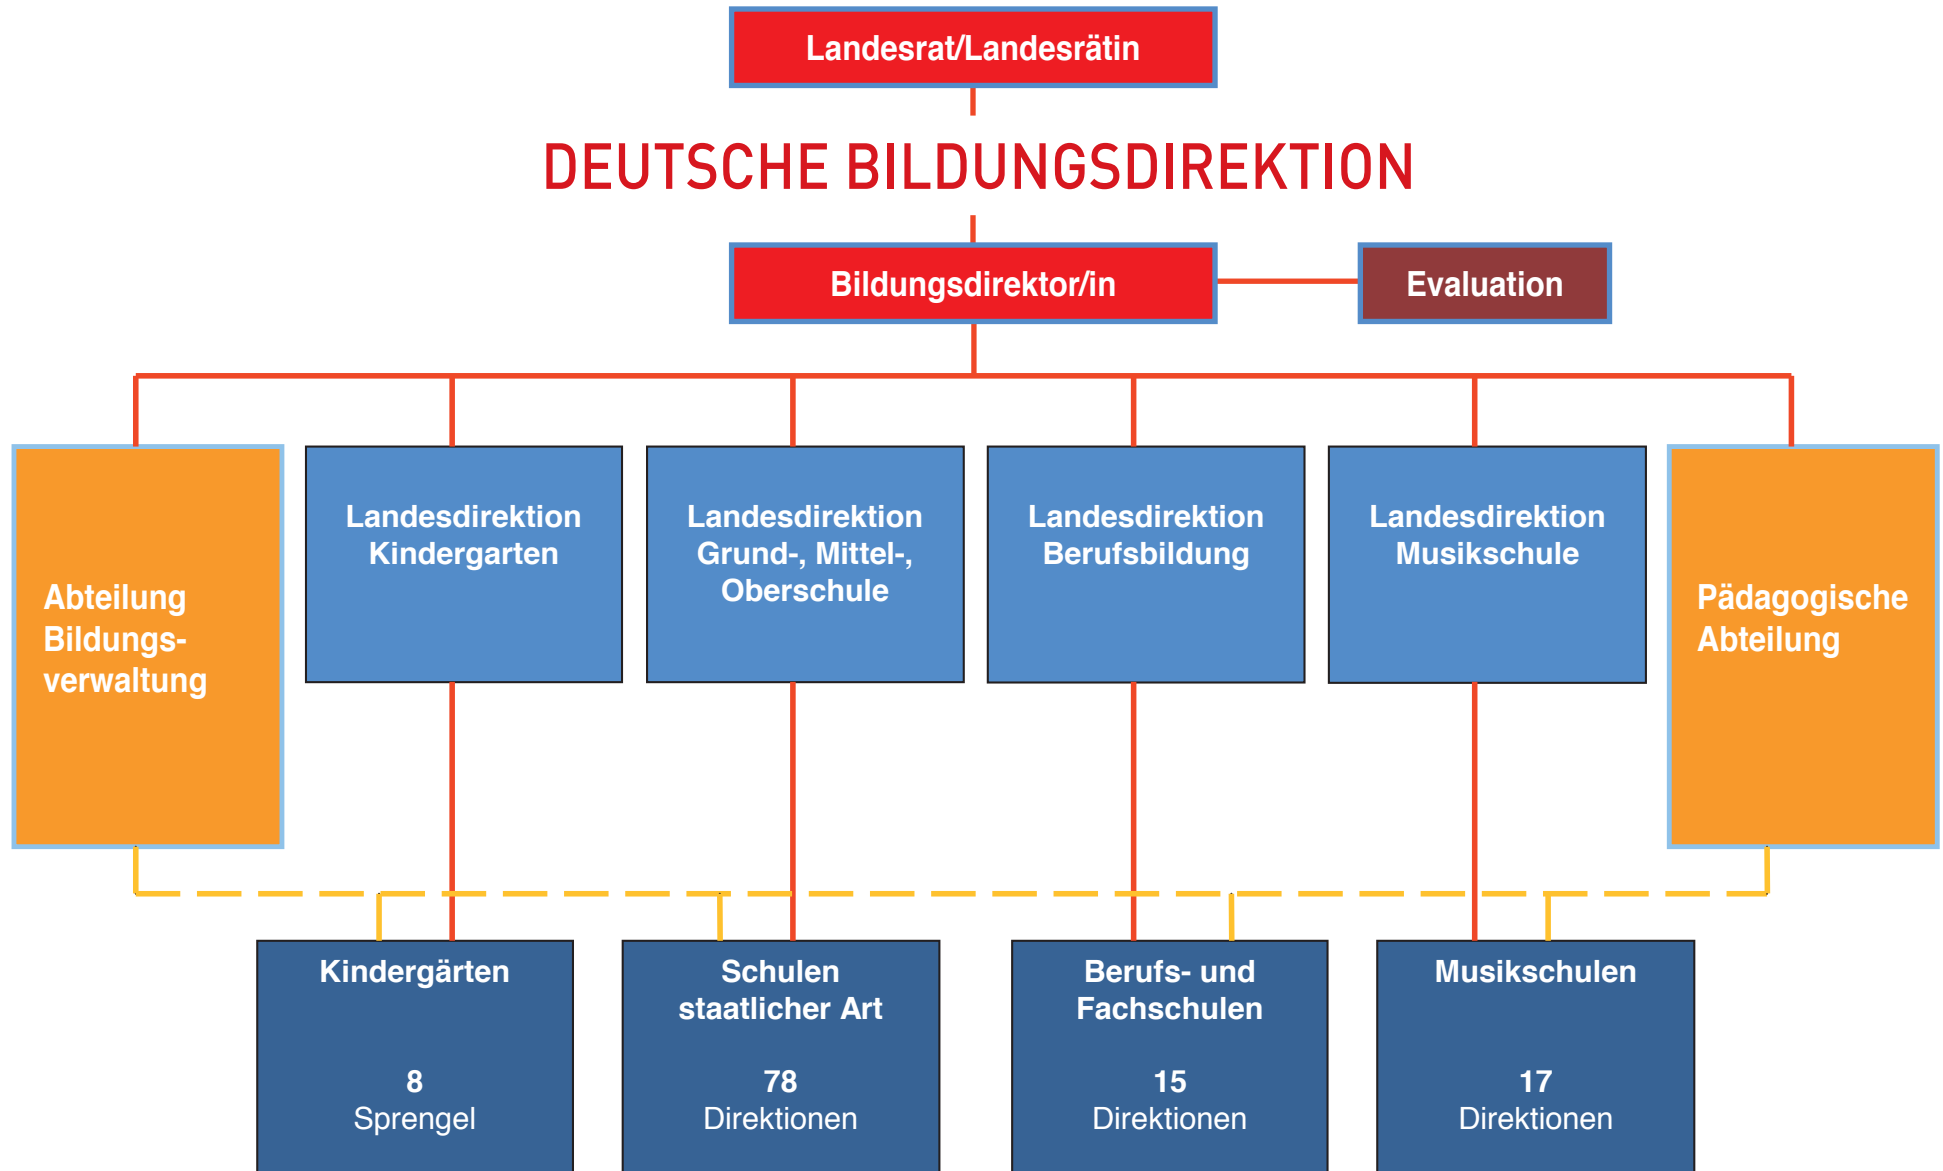 Landesrat/Landesrätin
DEUTSCHE BILDUNGSDIREKTION
Bildungsdirektor/in
Evaluation
Abteilung
Bildungs-
verwaltung
Landesdirektion
Kindergarten
Landesdirektion
Grund-, Mittel-,
Oberschule
Landesdirektion
Berufsbildung
Landesdirektion
Musikschule
Pädagogische
Abteilung
Kindergärten
8
Sprengel
Schulen
staatlicher Art
78
Direktionen
Berufs- und
Fachschulen
15
Direktionen
Musikschulen
17
Direktionen